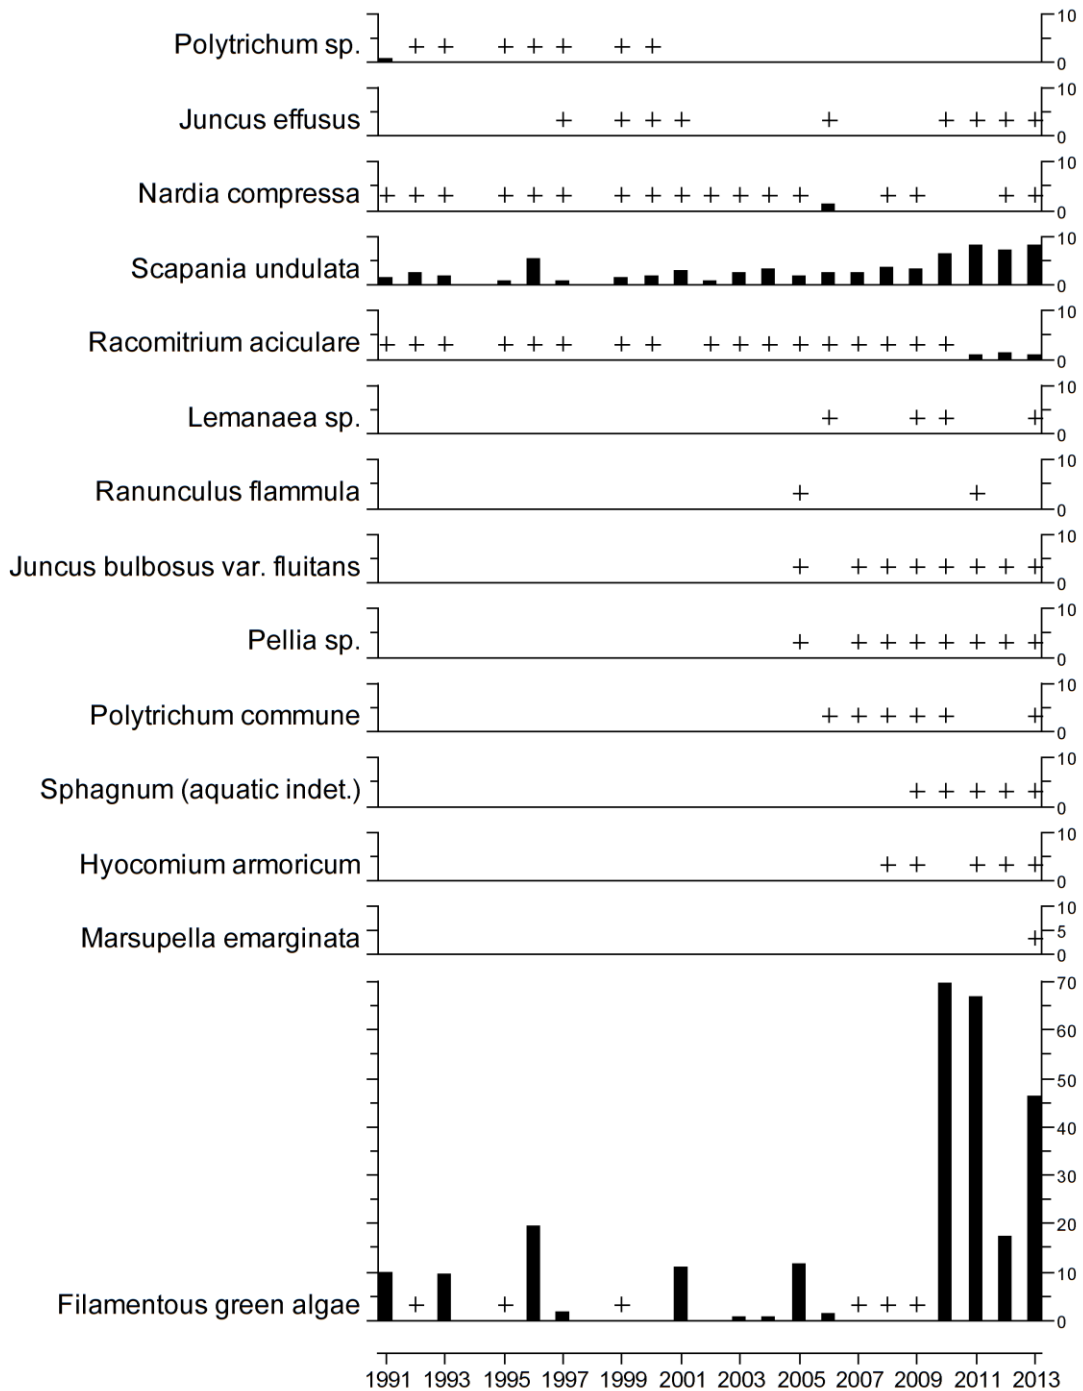 10
Polytrichum sp.
0
10
Juncus effusus
0
10
Nardia compressa
0
10
Scapania undulata
0
10
Racomitrium aciculare
0
10
Lemanaea sp.
0
10
Ranunculus flammula
0
10
Juncus bulbosus var. fluitans
0
10
Pellia sp.
0
10
Polytrichum commune
0
10
Sphagnum (aquatic indet.)
0
10
Hyocomium armoricum
0
10
Marsupella emarginata
5
0
70
60
50
40
30
20
10
Filamentous green algae
0
1991 1993 1995 1997 1999 2001 2003 2005 2007 2009 2011 2013